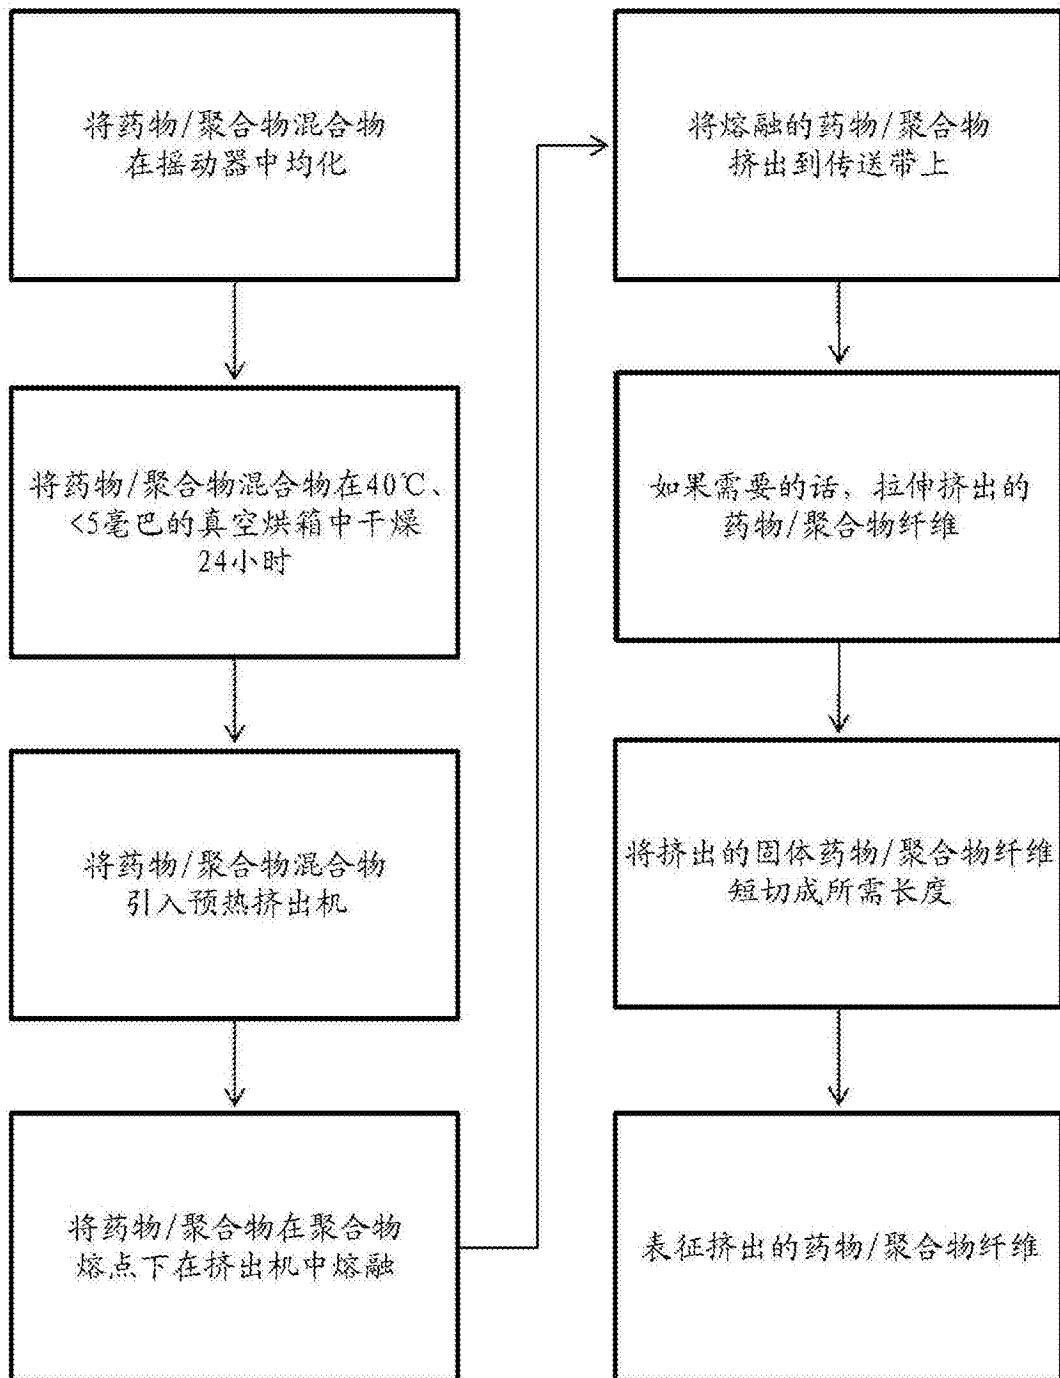 将药物/聚合物混合物
在摇动器中均化
将药物/聚合物混合物在40℃、
<5毫巴的真空烘箱中干燥
24小时
将药物/聚合物混合物
引入预热挤出机
将药物/聚合物在聚合物
熔点下在挤出机中熔融
将熔融的药物/聚合物
挤出到传送带上
如果需要的话，拉伸挤出的
药物/聚合物纤维
将挤出的固体药物/聚合物纤维
短切成所需长度
表征挤出的药物/聚合物纤维